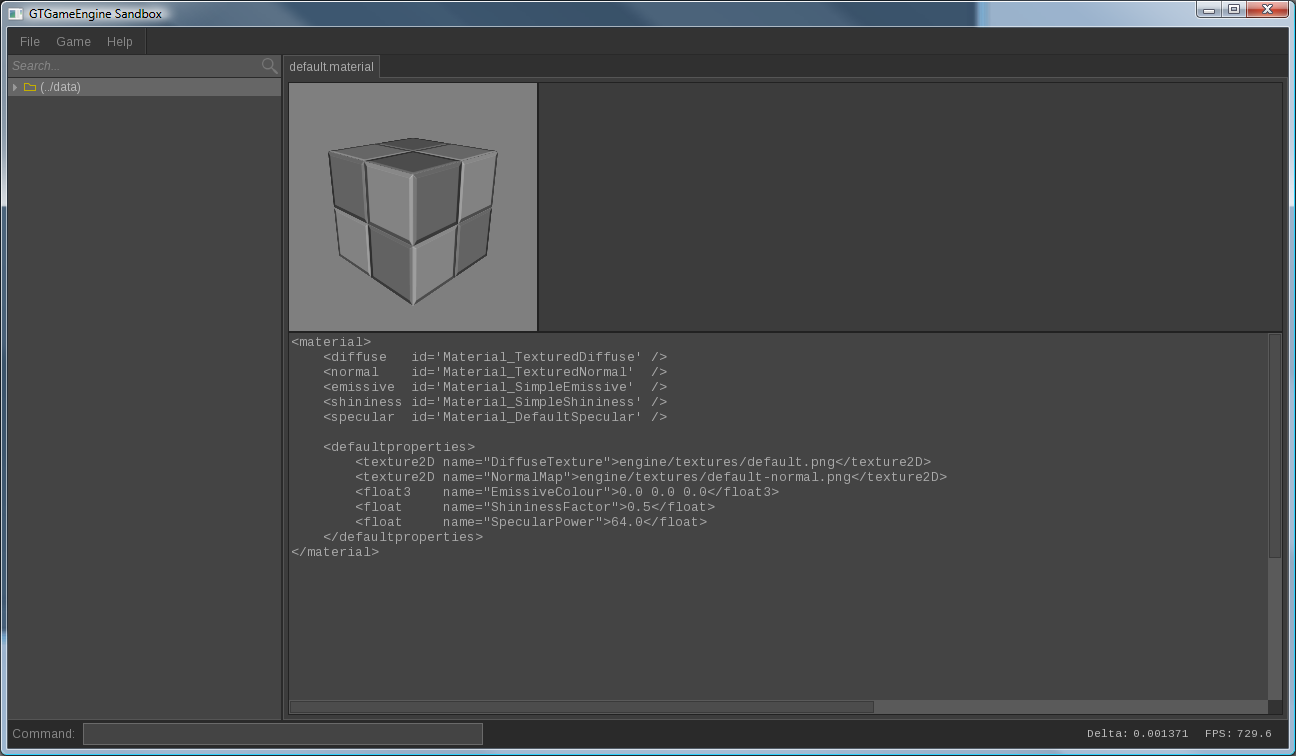 GTGameEngine Sandbox
File Game Help
Search...
(../data)
default.material
<material>
    <diffuse   id='Material_TexturedDiffuse' />
    <normal    id='Material_TexturedNormal'  />
    <emissive  id='Material_SimpleEmissive'  />
    <shininess id='Material_SimpleShininess' />
    <specular  id='Material_DefaultSpecular' />

    <defaultproperties>
        <texture2D name="DiffuseTexture">engine/textures/default.png</texture2D>
        <texture2D name="NormalMap">engine/textures/default-normal.png</texture2D>
        <float3    name="EmissiveColour">0.0 0.0 0.0</float3>
        <float     name="ShininessFactor">0.5</float>
        <float     name="SpecularPower">64.0</float>
    </defaultproperties>
</material>
Command:
Delta: 0.001371 FPS: 729.6